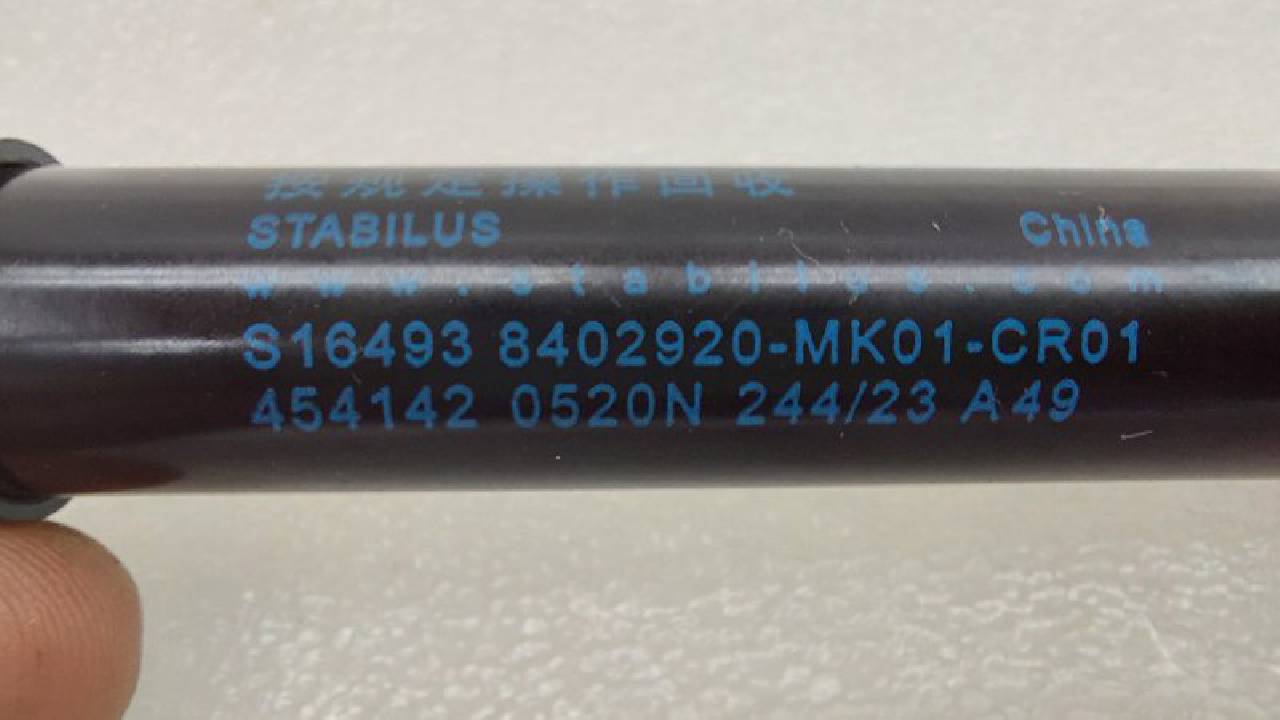 按规定操作回收
STABILUS China
www.stabilus.com
S16493 8402920-MK01-CR01
454142 0520N 244/23 A49